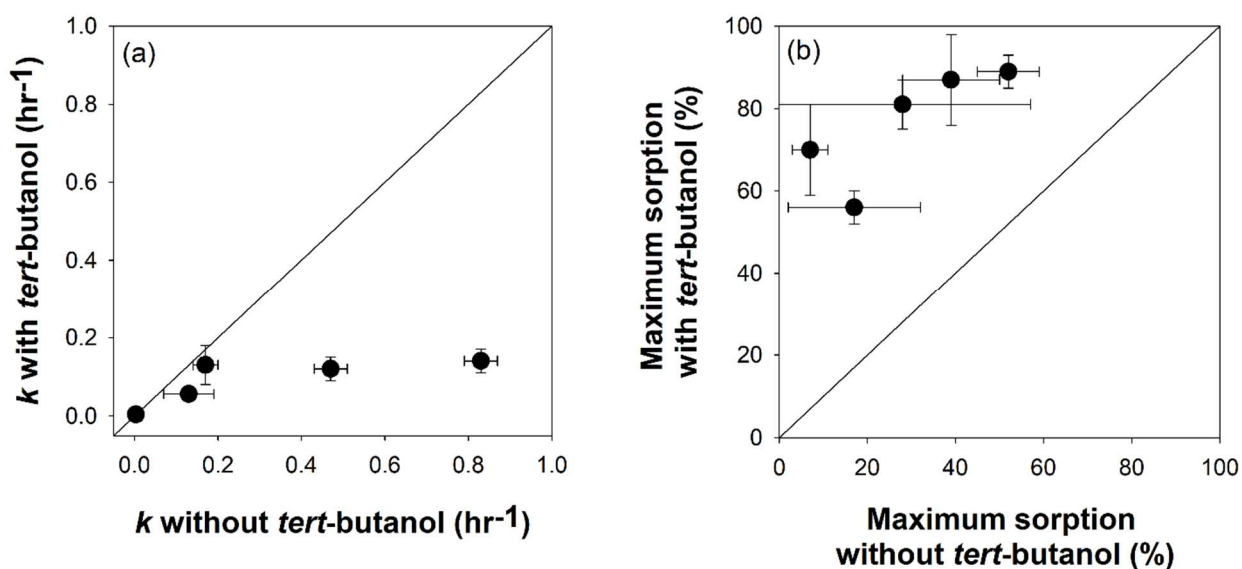 (a)
1.0
0.8
0.6
0.4
0.2
0.0
k with tert-butanol (hr-1)
0.0 0.2 0.4 0.6 0.8 1.0
k without tert-butanol (hr-1)
(b)
100
80
60
40
20
0
Maximum sorption
with tert-butanol (%)
0 20 40 60 80 100
Maximum sorption
without tert-butanol (%)